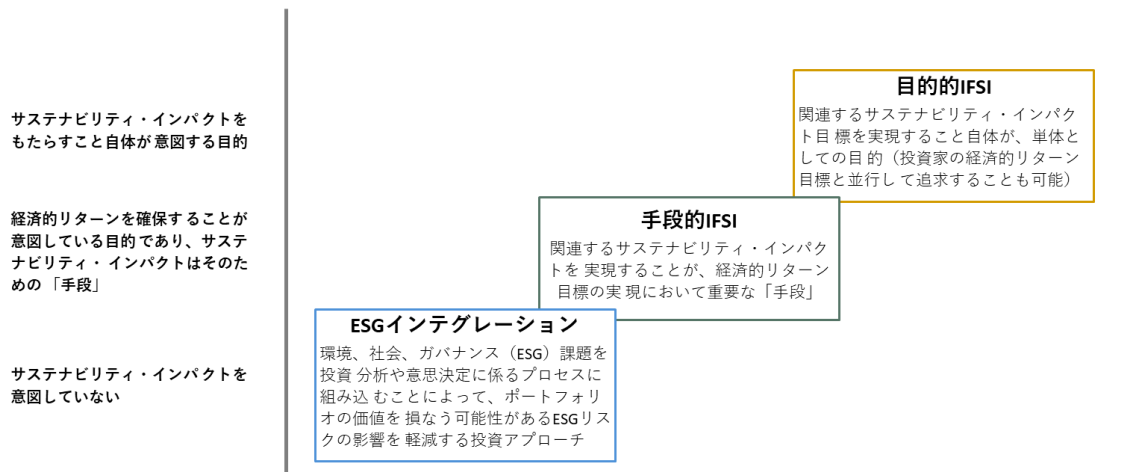 サステナビリティ・インパクトを
もたらすこと自体が 意図する目的
目的的IFSI
関連するサステナビリティ・インパク
ト目 標を実現すること自体が、単体と
しての目 的（投資家の経済的リターン
目標と並行し て追求することも可能）
経済的リターンを確保することが
意図している目的であり、サステ
ナビリティ・ インパクトはそのた
めの 「手段」
手段的IFSI
関連するサステナビリティ・インパク
トを 実現することが、経済的リターン
目標の実 現において重要な「手段」
サステナビリティ・インパクトを
意図していない
ESGインテグレーション
環境、社会、ガバナンス（ESG）課題を
投資 分析や意思決定に係るプロセスに
組み込 むことによって、ポートフォリ
オの価値を 損なう可能性があるESGリス
クの影響を 軽減する投資アプローチ